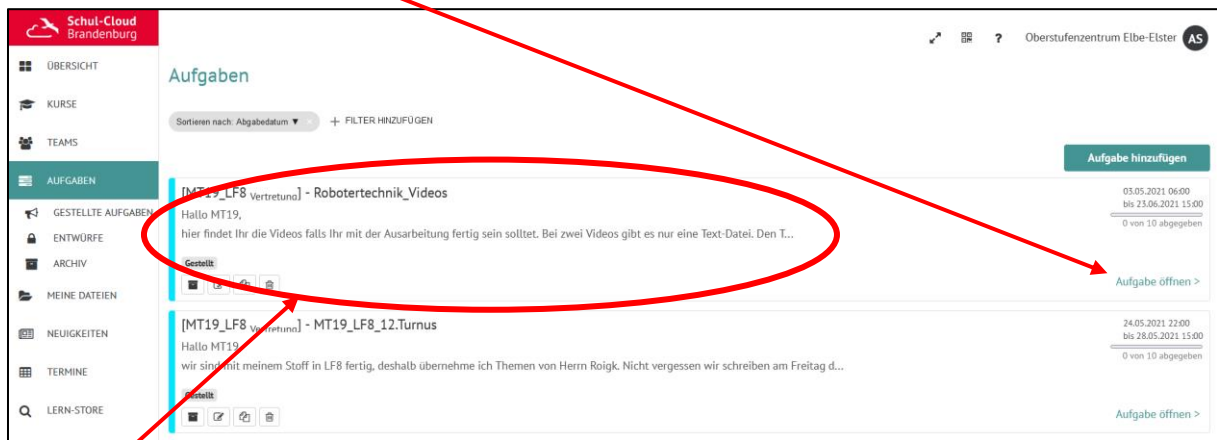 Schul-Cloud
Brandenburg
? Oberstufenzentrum Elbe-Elster AS
ÜBERSICHT
KURSE
TEAMS
AUFGABEN
GESTELLTE AUFGABEN
ENTWÜRFE
ARCHIV
MEINE DATEIEN
NEUIGKEITEN
TERMINE
LERN-STORE
Aufgaben
Sortieren nach: Abgabedatum ▼ + FILTER HINZUFÜGEN
Aufgabe hinzufügen
[MT19_LF8 Vertretung] - Robotertechnik_Videos
Hallo MT19,
hier findet Ihr die Videos falls Ihr mit der Ausarbeitung fertig sein solltet. Bei zwei Videos gibt es nur eine Text-Datei. Den T...
Gestellt
03.05.2021 06:00
bis 23.06.2021 15:00
0 von 10 abgegeben
Aufgabe öffnen >
[MT19_LF8 Vertretung] - MT19_LF8_12.Turnus
Hallo MT19,
wir sind mit meinem Stoff in LF8 fertig, deshalb übernehme ich Themen von Herrn Roigk. Nicht vergessen wir schreiben am Freitag d...
Gestellt
24.05.2021 22:00
bis 28.05.2021 15:00
0 von 10 abgegeben
Aufgabe öffnen >